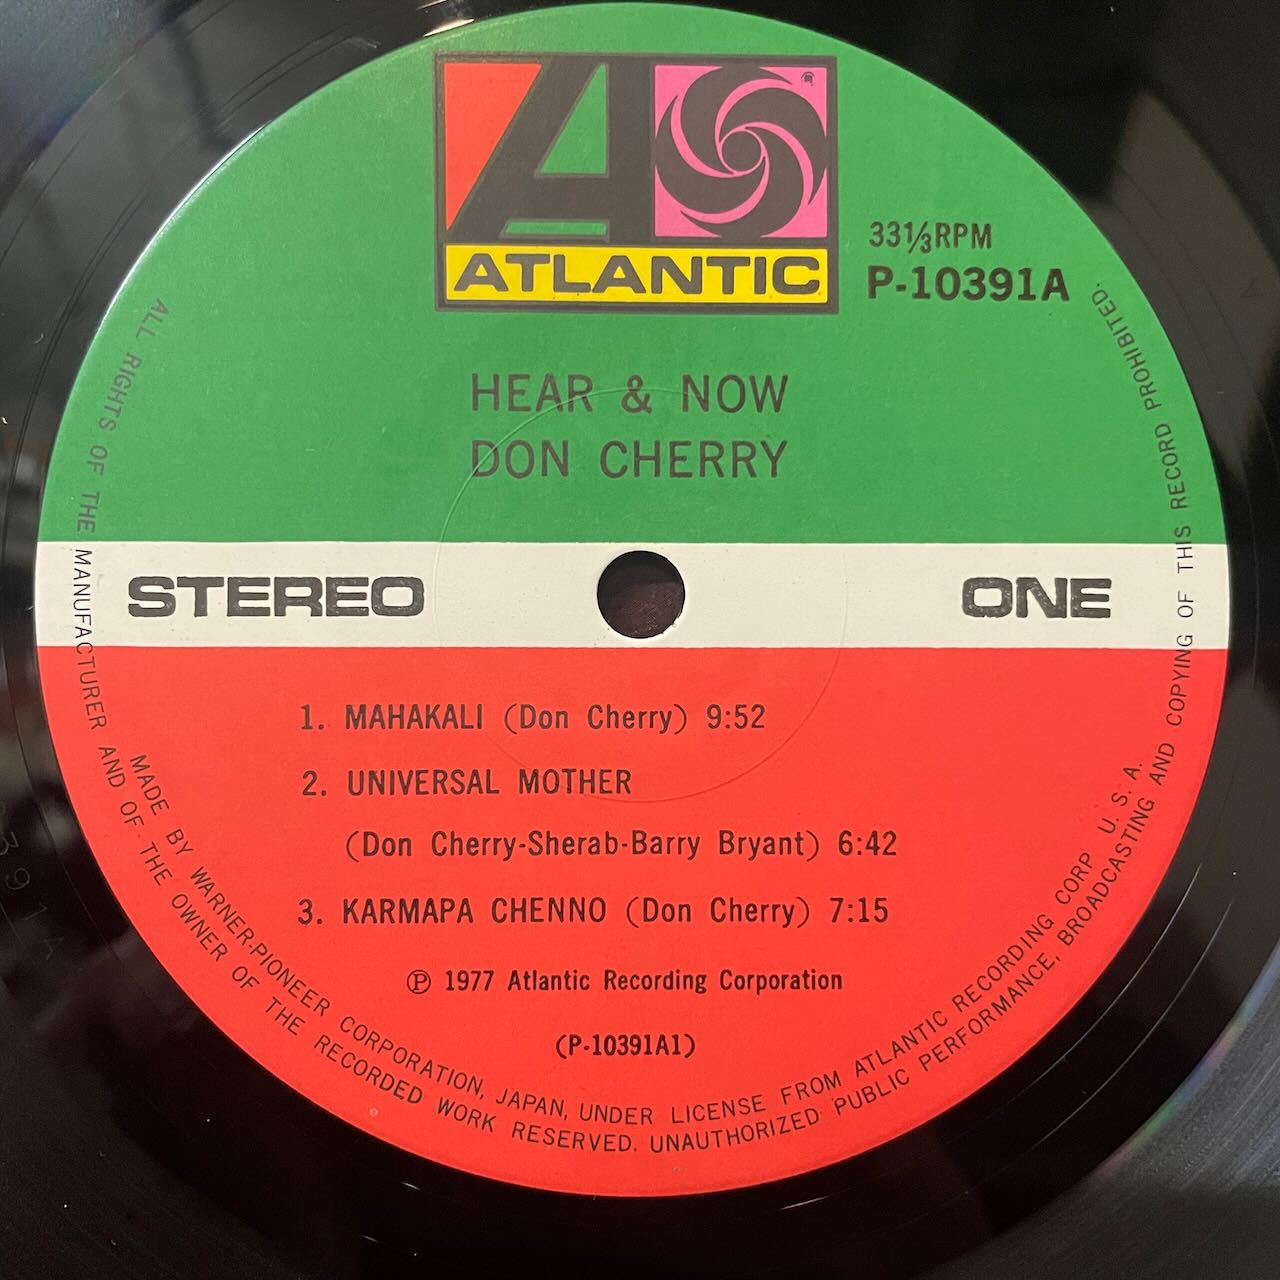 ATLANTIC
33⅓RPM
P-10391A
HEAR & NOW
DON CHERRY
STEREO
ONE
1. MAHAKALI (Don Cherry) 9:52
2. UNIVERSAL MOTHER
(Don Cherry-Sherab-Barry Bryant) 6:42
3. KARMAPA CHENNO (Don Cherry) 7:15
℗ 1977 Atlantic Recording Corporation
(P-10391A1)
MADE BY WARNER-PIONEER CORPORATION, JAPAN, UNDER LICENSE FROM ATLANTIC RECORDING CORP U. S. A.
ALL RIGHTS OF THE MANUFACTURER AND OF THE OWNER OF THE RECORDED WORK RESERVED. UNAUTHORIZED PUBLIC PERFORMANCE, BROADCASTING AND COPYING OF THIS RECORD PROHIBITED.